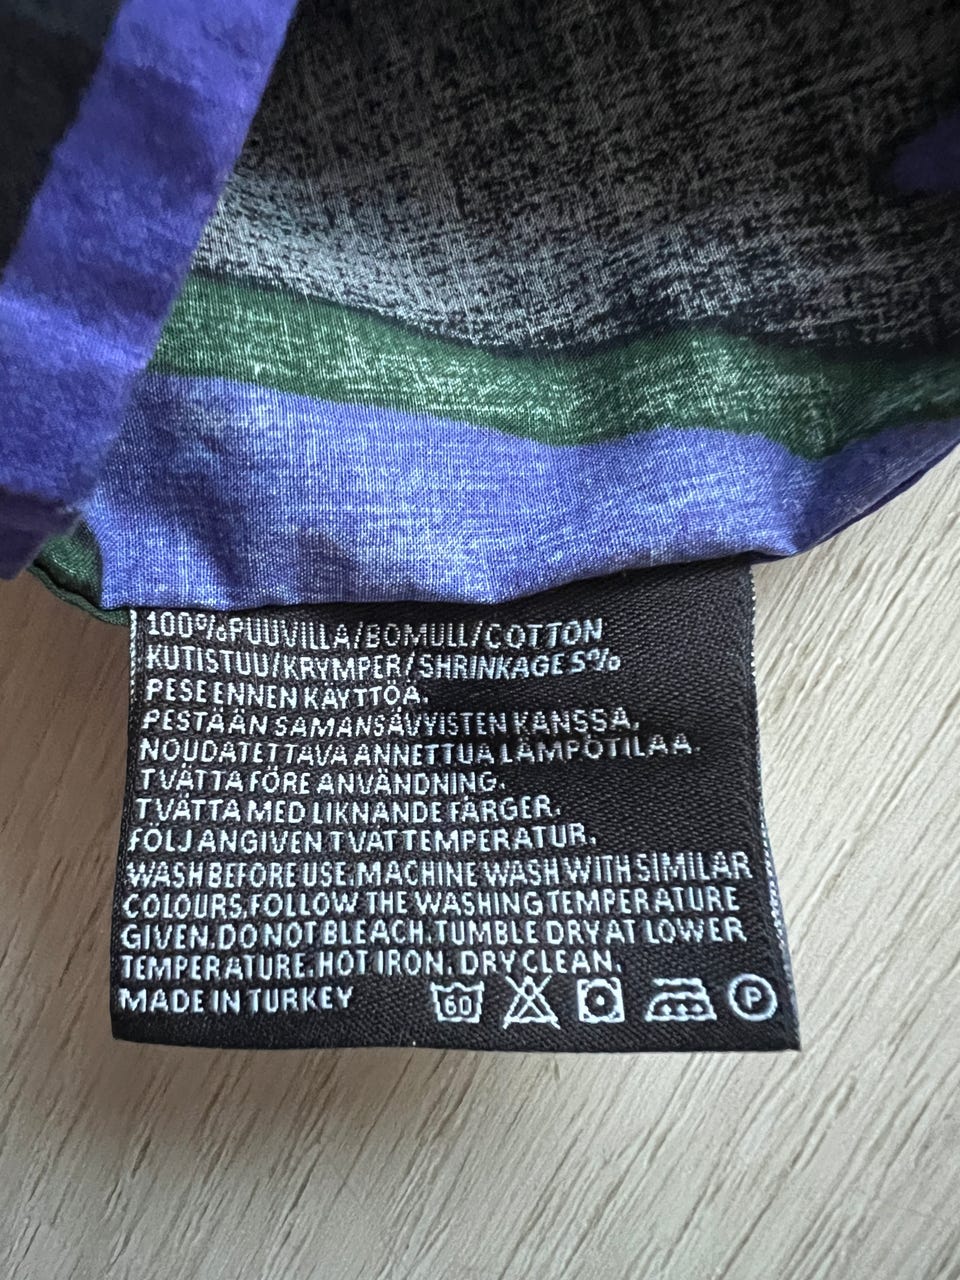 100% PUUVILLA/BOMULL/COTTON
KUTISTUU/KRYMPER/SHRINKAGE 5%
PESE ENNEN KÄYTTÖÄ.
PESTÄÄN SAMANSÄVYISTEN KANSSA.
NOUDATETTAVA ANNETTUA LÄMPÖTILAA.
TVÄTTA FÖRE ANVÄNDNING.
TVÄTTA MED LIKNANDE FÄRGER.
FÖLJ ANGIVEN TVÄTTEMPERATUR.
WASH BEFORE USE.MACHINE WASH WITH SIMILAR
COLOURS.FOLLOW THE WASHING TEMPERATURE
GIVEN.DO NOT BLEACH.TUMBLE DRY AT LOWER
TEMPERATURE.HOT IRON. DRY CLEAN.
MADE IN TURKEY 60 P